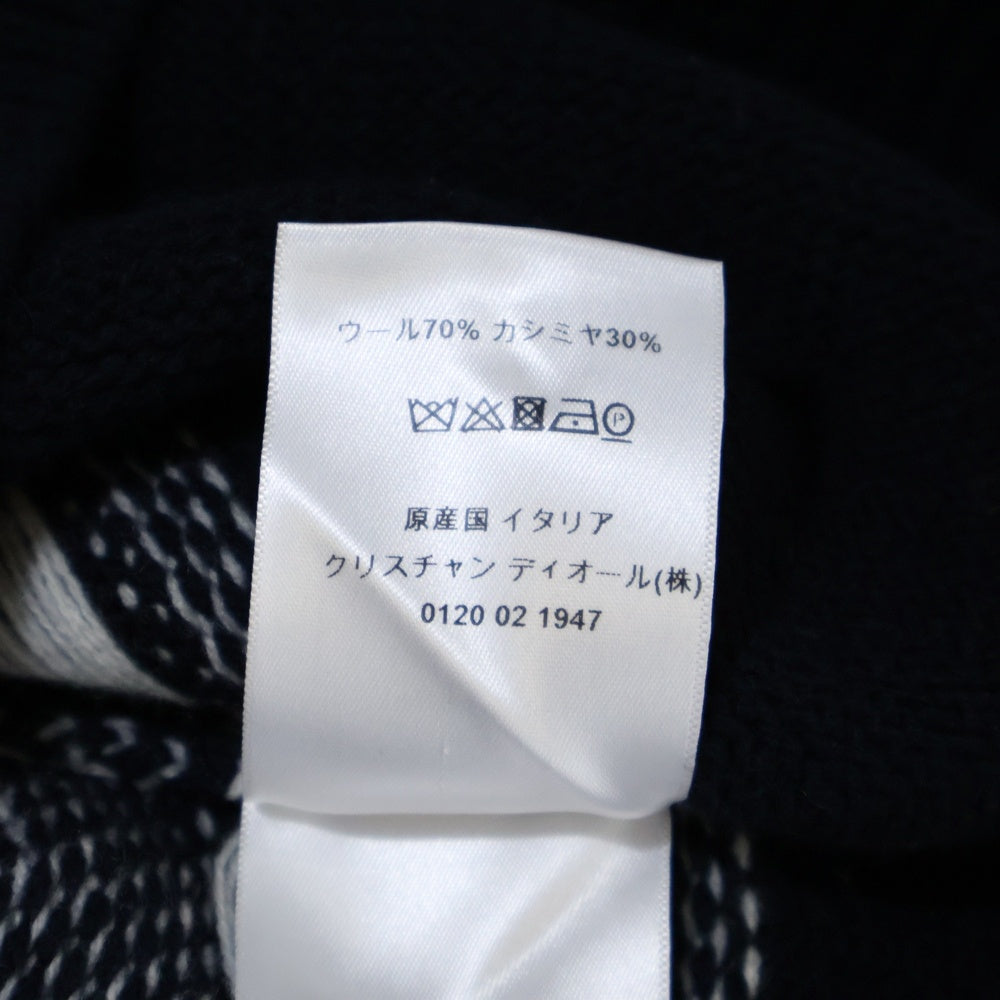 ウール70% カシミヤ30%
P
原産国 イタリア
クリスチャン ディオール(株)
0120 02 1947